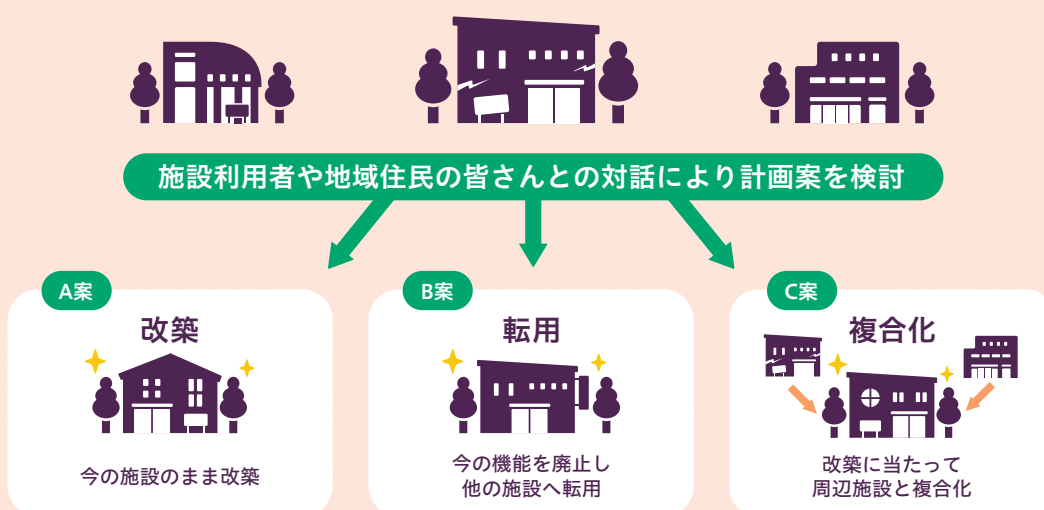 施設利用者や地域住民の皆さんとの対話により計画案を検討
A案
改築
今の施設のまま改築
B案
転用
今の機能を廃止し
他の施設へ転用
C案
複合化
改築に当たって
周辺施設と複合化